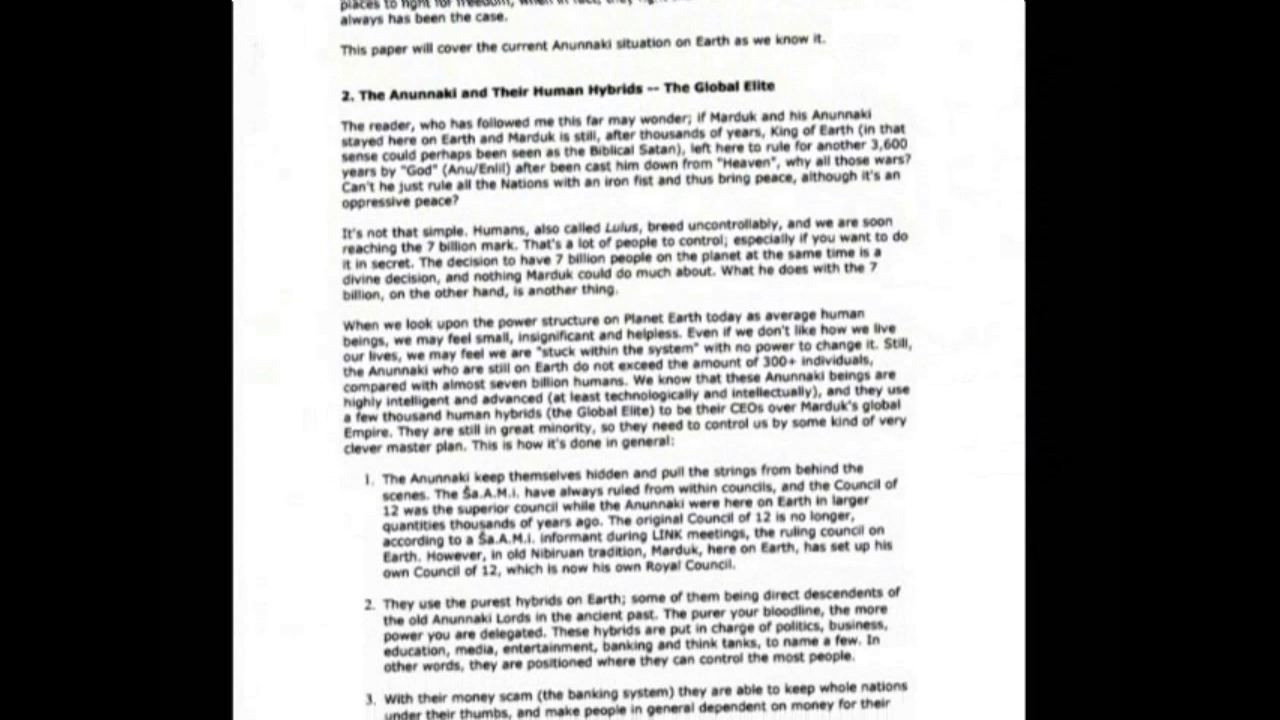 places to fight for freedom, when in fact, they fight
always has been the case.
This paper will cover the current Anunnaki situation on Earth as we know it.
2. The Anunnaki and Their Human Hybrids -- The Global Elite
The reader, who has followed me this far may wonder; if Marduk and his Anunnaki
stayed here on Earth and Marduk is still, after thousands of years, King of Earth (in that
sense could perhaps been seen as the Biblical Satan), left here to rule for another 3,600
years by "God" (Anu/Enlil) after been cast him down from "Heaven", why all those wars?
Can't he just rule all the Nations with an iron fist and thus bring peace, although it's an
oppressive peace?
It's not that simple. Humans, also called Lulus, breed uncontrollably, and we are soon
reaching the 7 billion mark. That's a lot of people to control; especially if you want to do
it in secret. The decision to have 7 billion people on the planet at the same time is a
divine decision, and nothing Marduk could do much about. What he does with the 7
billion, on the other hand, is another thing.
When we look upon the power structure on Planet Earth today as average human
beings, we may feel small, insignificant and helpless. Even if we don't like how we live
our lives, we may feel we are "stuck within the system" with no power to change it. Still,
the Anunnaki who are still on Earth do not exceed the amount of 300+ individuals,
compared with almost seven billion humans. We know that these Anunnaki beings are
highly intelligent and advanced (at least technologically and intellectually), and they use
a few thousand human hybrids (the Global Elite) to be their CEOs over Marduk's global
Empire. They are still in great minority, so they need to control us by some kind of very
clever master plan. This is how it's done in general:
1. The Anunnaki keep themselves hidden and pull the strings from behind the
scenes. The Ša.A.M.i. have always ruled from within councils, and the Council of
12 was the superior council while the Anunnaki were here on Earth in larger
quantities thousands of years ago. The original Council of 12 is no longer,
according to a Ša.A.M.i. informant during LINK meetings, the ruling council on
Earth. However, in old Nibiruan tradition, Marduk, here on Earth, has set up his
own Council of 12, which is now his own Royal Council.
2. They use the purest hybrids on Earth; some of them being direct descendents of
the old Anunnaki Lords in the ancient past. The purer your bloodline, the more
power you are delegated. These hybrids are put in charge of politics, business,
education, media, entertainment, banking and think tanks, to name a few. In
other words, they are positioned where they can control the most people.
3. With their money scam (the banking system) they are able to keep whole nations
under their thumbs, and make people in general dependent on money for their